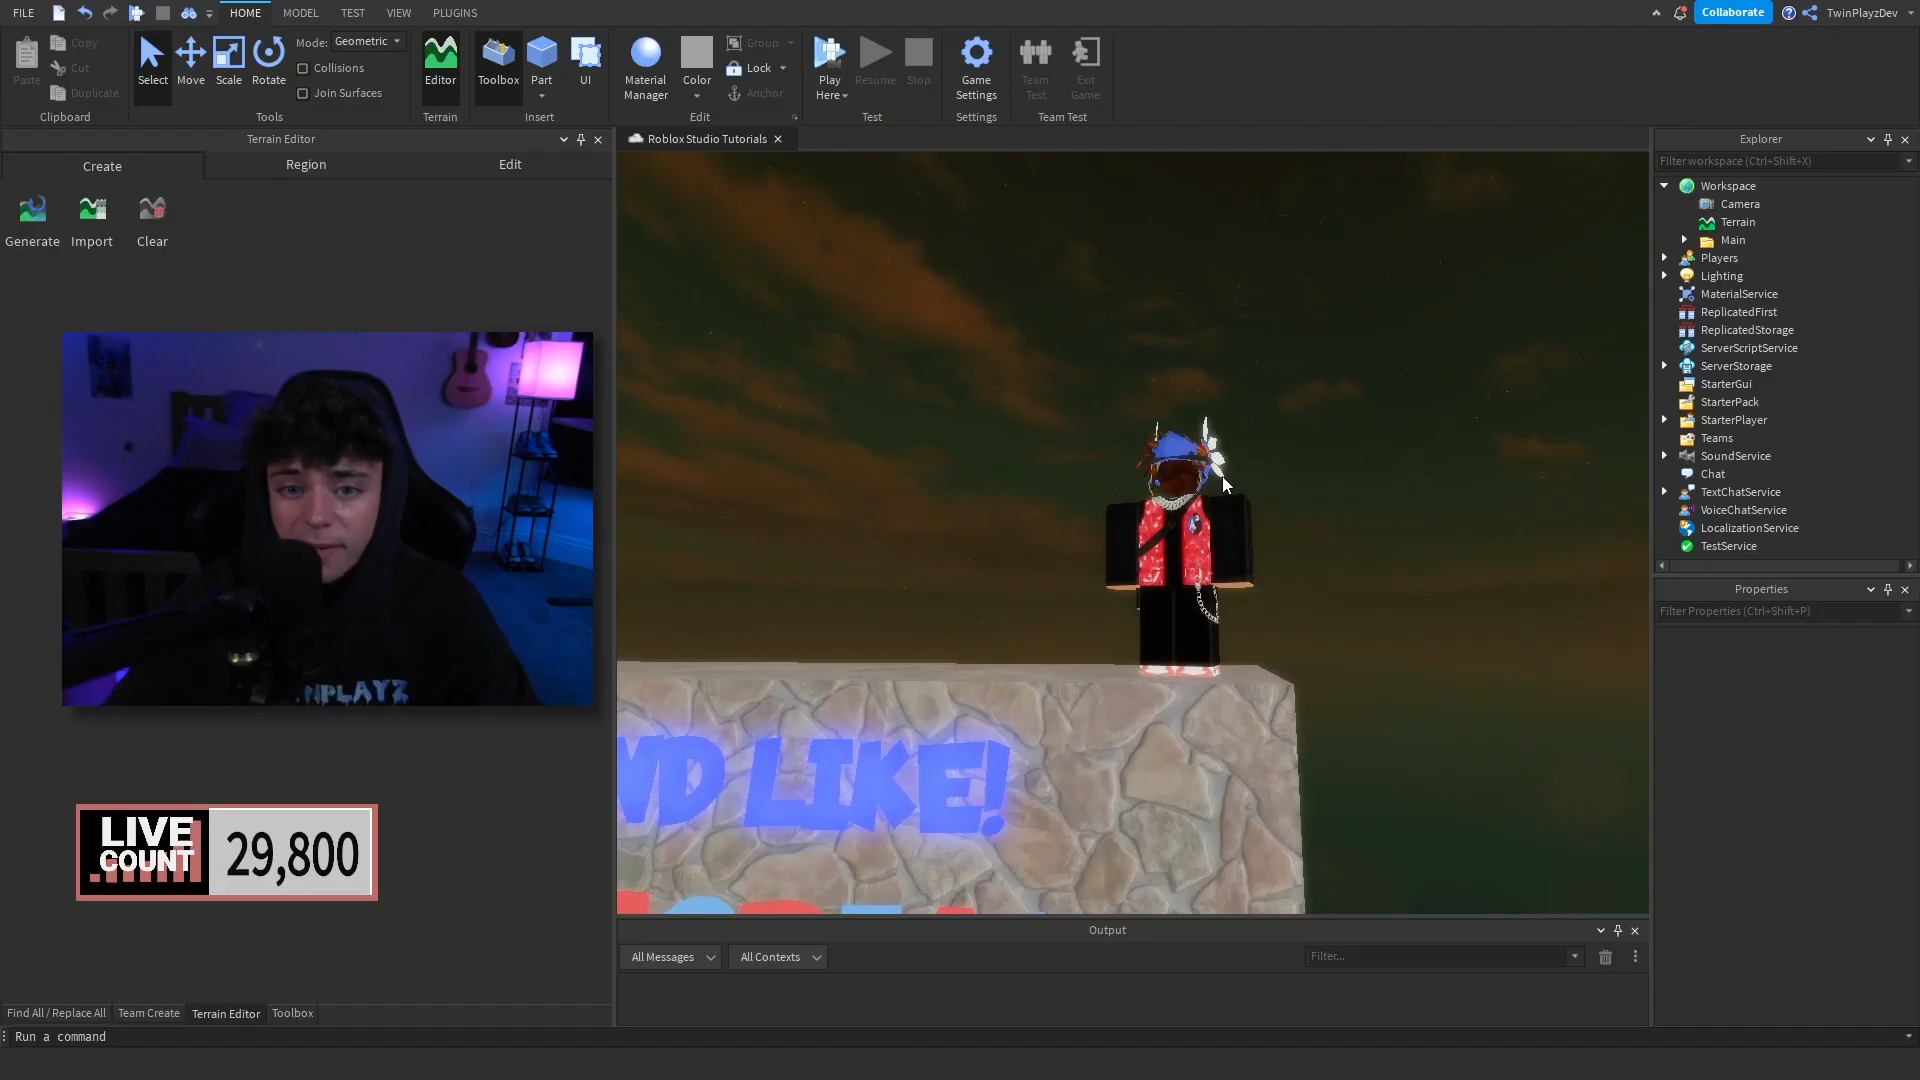 FILE HOME MODEL TEST VIEW PLUGINS Collaborate TwinPlayzDev
Paste Copy Cut Duplicate
Clipboard
Select Move Scale Rotate
Mode: Geometric
Collisions
Join Surfaces
Tools
Editor
Terrain
Toolbox Part UI
Insert
Material Manager Color
Group
Lock
Anchor
Edit
Play Here Resume Stop
Test
Game Settings
Settings
Team Test Exit Game
Team Test
Terrain Editor
Create Region Edit
Generate Import Clear
NPLAYZ
LIVE COUNT
29,800
Find All / Replace All Team Create Terrain Editor Toolbox
Run a command
Roblox Studio Tutorials
LIKE!
Output
All Messages All Contexts Filter...
Explorer
Filter workspace (Ctrl+Shift+X)
Workspace
Camera
Terrain
Main
Players
Lighting
MaterialService
ReplicatedFirst
ReplicatedStorage
ServerScriptService
ServerStorage
StarterGui
StarterPack
StarterPlayer
Teams
SoundService
Chat
TextChatService
VoiceChatService
LocalizationService
TestService
Properties
Filter Properties (Ctrl+Shift+P)